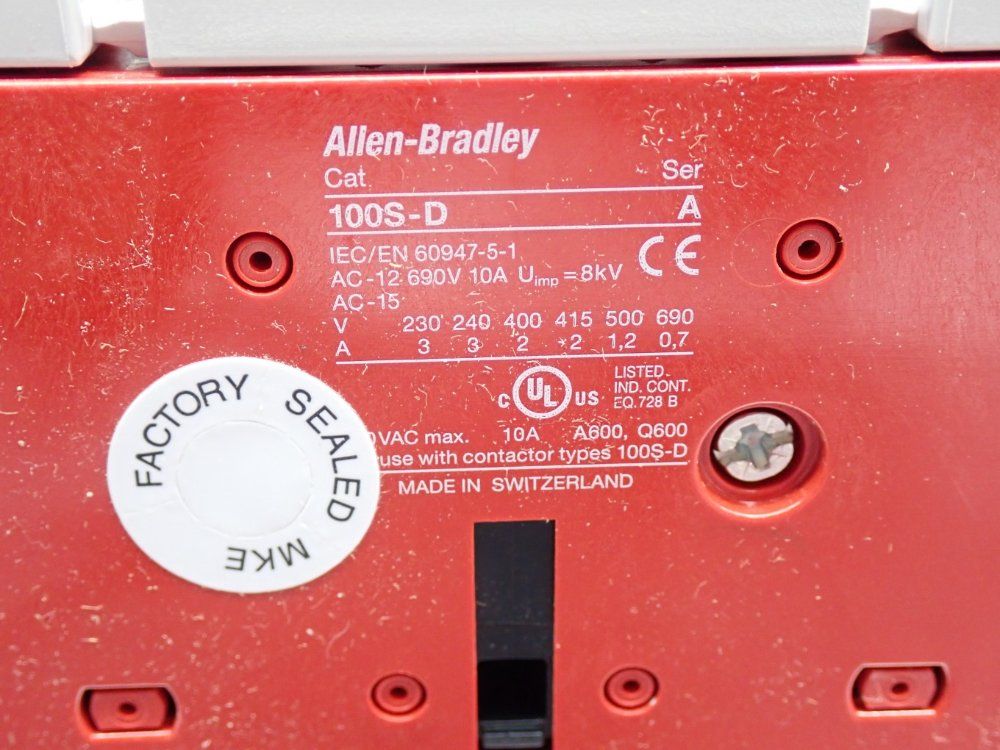 Allen-Bradley
Cat Ser
100S-D A
IEC/EN 60947-5-1
CE
AC-12 690V 10A Uimp = 8kV
AC-15
V 230 240 400 415 500 690
A 3 3 2 2 1,2 0,7
C UL US
LISTED
IND. CONT.
EQ.728 B
VAC max. 10A A600, Q600
use with contactor types 100S-D
MADE IN SWITZERLAND
FACTORY SEALED
MKE